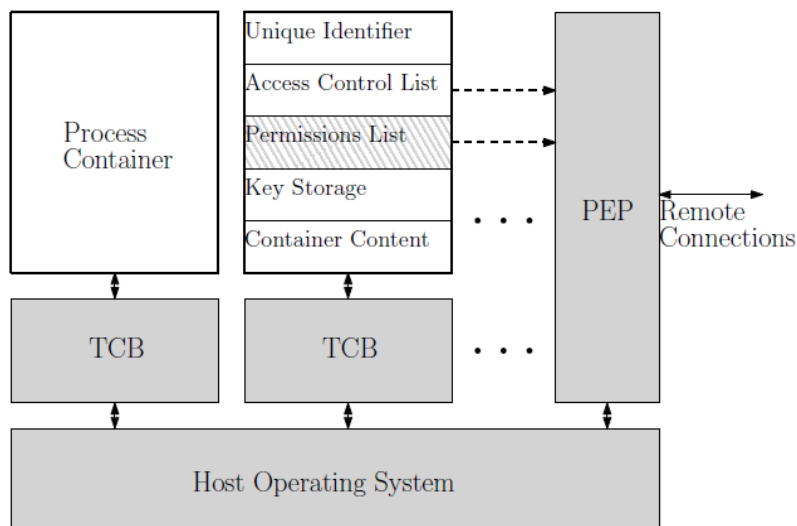 Process
Container
Unique Identifier
Access Control List
Permissions List
Key Storage
Container Content
PEP
Remote
Connections
TCB
TCB
Host Operating System